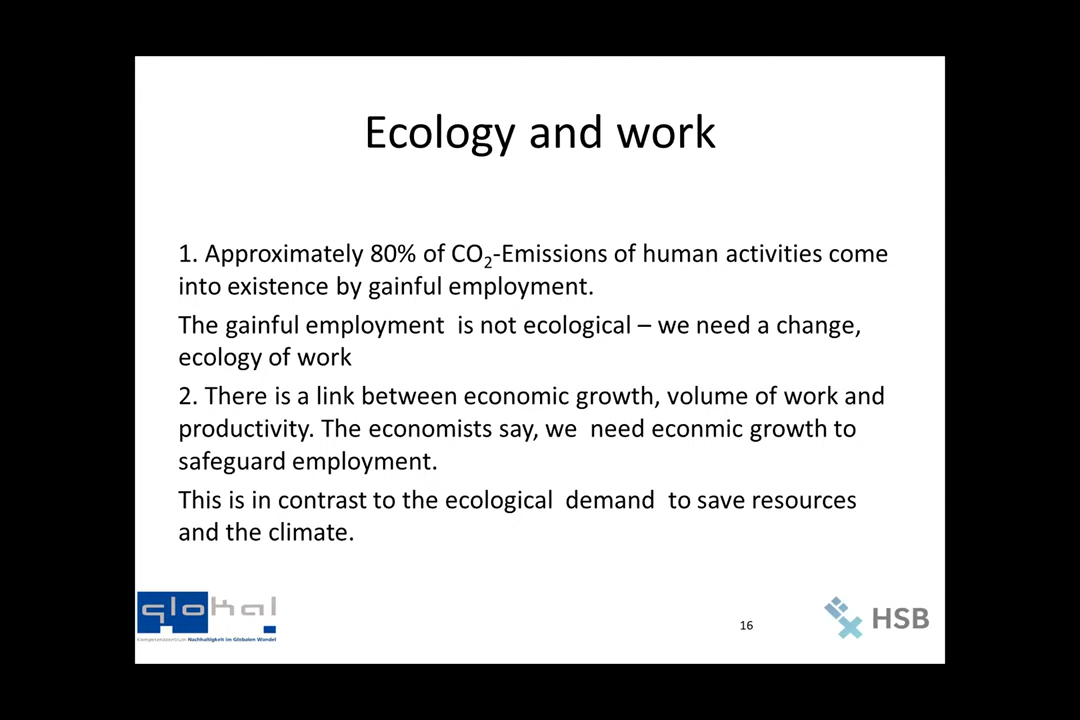 Ecology and work
1. Approximately 80% of CO₂-Emissions of human activities come
into existence by gainful employment.
The gainful employment is not ecological – we need a change,
ecology of work
2. There is a link between economic growth, volume of work and
productivity. The economists say, we need econmic growth to
safeguard employment.
This is in contrast to the ecological demand to save resources
and the climate.
glokal
Kompetenzzentrum Nachhaltigkeit im Globalen Wandel
16
HSB